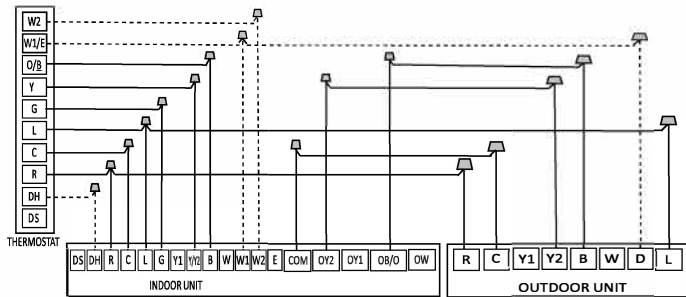 W2
W1/E
O/B
Y
G
L
C
R
DH
DS
THERMOSTAT
DS DH R C L G Y1 Y/Y2 B W W1 W2 E COM OY2 OY1 OB/O OW
INDOOR UNIT
R C Y1 Y2 B W D L
OUTDOOR UNIT